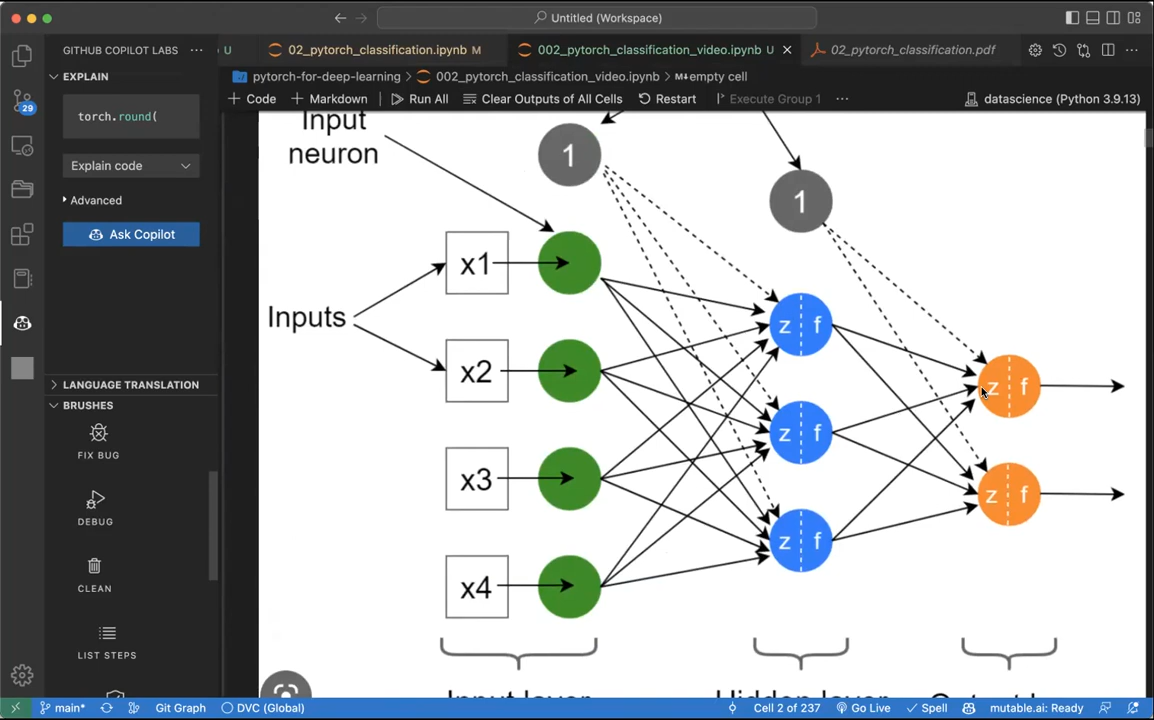 Untitled (Workspace)
GITHUB COPILOT LABS
U
02_pytorch_classification.ipynb M
002_pytorch_classification_video.ipynb U
02_pytorch_classification.pdf
EXPLAIN
pytorch-for-deep-learning > 002_pytorch_classification_video.ipynb > M↓empty cell
29
Code
Markdown
Run All
Clear Outputs of All Cells
Restart
Execute Group 1
datascience (Python 3.9.13)
torch.round(
Explain code
Advanced
Ask Copilot
Input
neuron
1
1
x1
Inputs
z f
x2
z f
LANGUAGE TRANSLATION
BRUSHES
z f
FIX BUG
x3
z f
DEBUG
z f
x4
CLEAN
LIST STEPS
Input layer
Hidden layer
main*
Git Graph
DVC (Global)
Cell 2 of 237
Go Live
Spell
mutable.ai: Ready